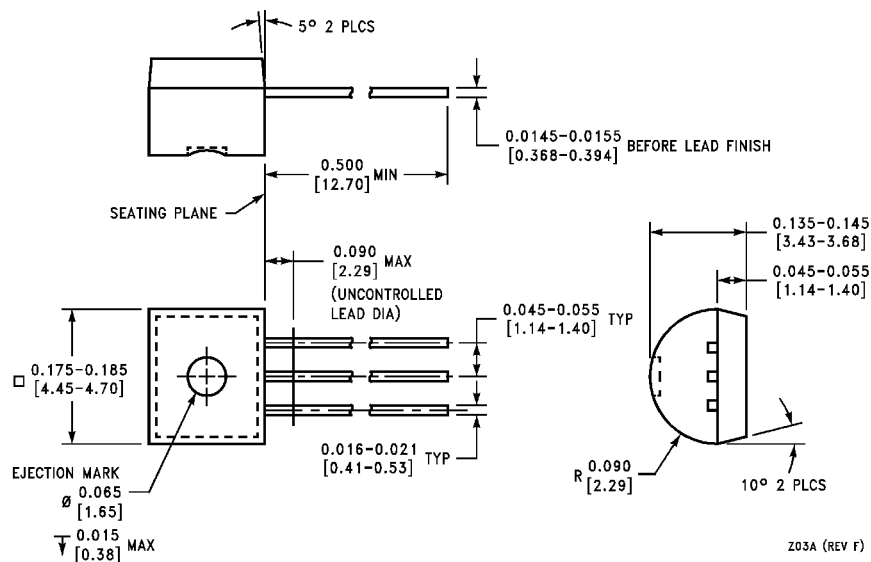 5° 2 PLCS
0.0145-0.0155
[0.368-0.394] BEFORE LEAD FINISH
0.500
[12.70] MIN
SEATING PLANE
0.135-0.145
[3.43-3.68]
0.090
[2.29] MAX
(UNCONTROLLED
LEAD DIA)
0.045-0.055
[1.14-1.40]
0.045-0.055
[1.14-1.40] TYP
□ 0.175-0.185
[4.45-4.70]
0.016-0.021
[0.41-0.53] TYP
EJECTION MARK
ø 0.065
[1.65]
0.015
[0.38] MAX
R 0.090
[2.29]
10° 2 PLCS
Z03A (REV F)